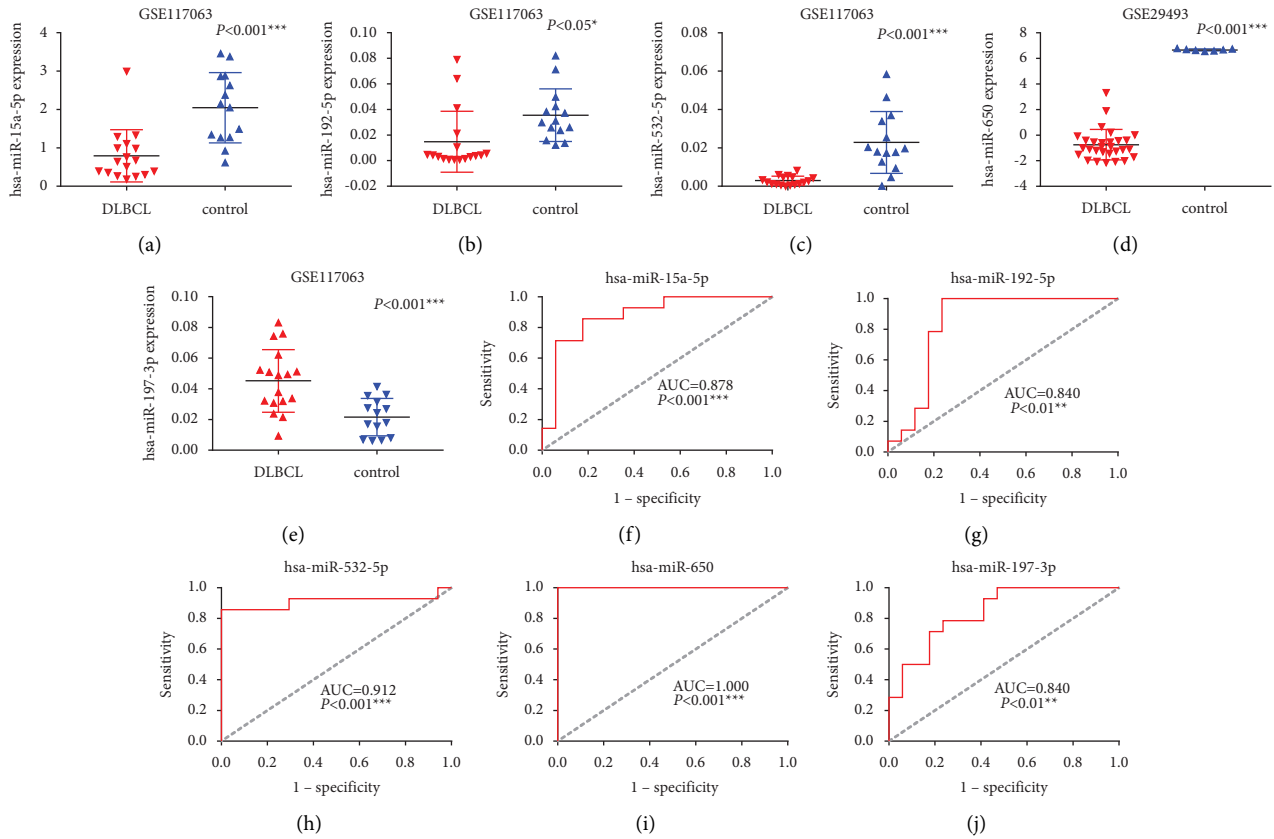 GSE117063
P<0.001***
hsa-miR-15a-5p expression
4
3
2
1
0
DLBCL
control
(a)
GSE117063
P<0.05*
hsa-miR-192-5p expression
0.10
0.08
0.06
0.04
0.02
0.00
-0.02
DLBCL
control
(b)
GSE117063
P<0.001***
hsa-miR-532-5p expression
0.08
0.06
0.04
0.02
0.00
DLBCL
control
(c)
GSE29493
P<0.001***
hsa-miR-650 expression
8
6
4
2
0
-2
-4
DLBCL
control
(d)
GSE117063
P<0.001***
hsa-miR-197-3p expression
0.10
0.08
0.06
0.04
0.02
0.00
DLBCL
control
(e)
hsa-miR-15a-5p
Sensitivity
1.0
0.8
0.6
0.4
0.2
0.0
AUC=0.878
P<0.001***
0.0 0.2 0.4 0.6 0.8 1.0
1 – specificity
(f)
hsa-miR-192-5p
Sensitivity
1.0
0.8
0.6
0.4
0.2
0.0
AUC=0.840
P<0.01**
0.0 0.2 0.4 0.6 0.8 1.0
1 – specificity
(g)
hsa-miR-532-5p
Sensitivity
1.0
0.8
0.6
0.4
0.2
0.0
AUC=0.912
P<0.001***
0.0 0.2 0.4 0.6 0.8 1.0
1 – specificity
(h)
hsa-miR-650
Sensitivity
1.0
0.8
0.6
0.4
0.2
0.0
AUC=1.000
P<0.001***
0.0 0.2 0.4 0.6 0.8 1.0
1 – specificity
(i)
hsa-miR-197-3p
Sensitivity
1.0
0.8
0.6
0.4
0.2
0.0
AUC=0.840
P<0.01**
0.0 0.2 0.4 0.6 0.8 1.0
1 – specificity
(j)